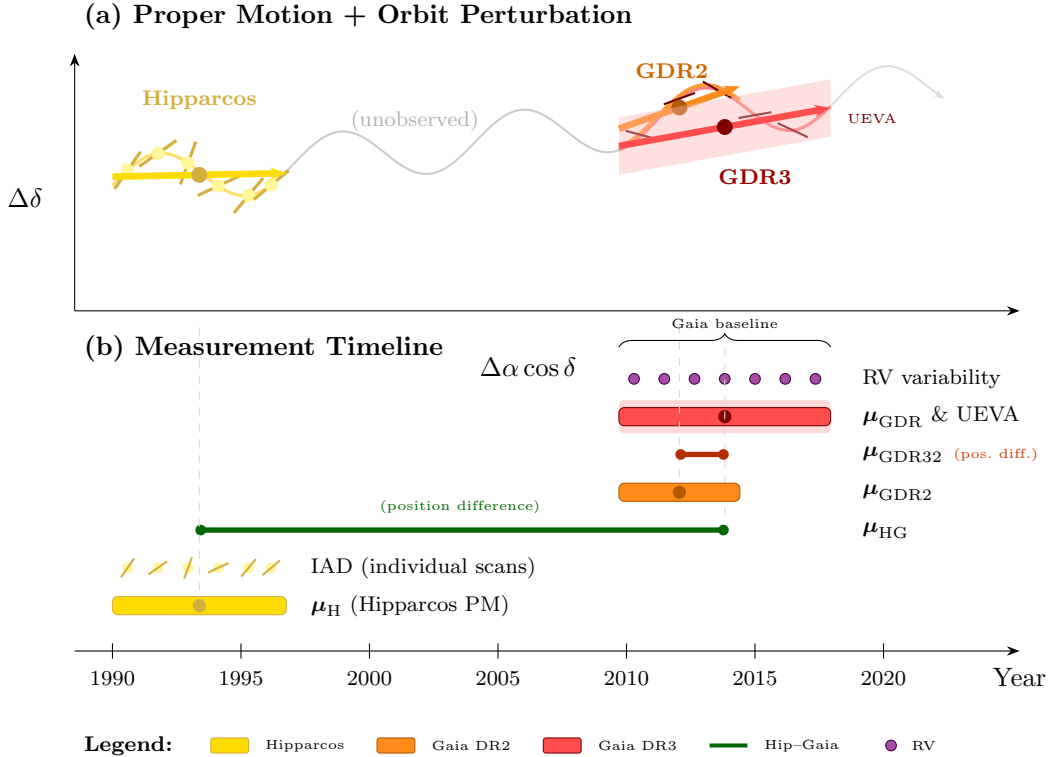 (a) Proper Motion + Orbit Perturbation
GDR2
Hipparcos
(unobserved)
UEVA
GDR3
Δδ
Gaia baseline
(b) Measurement Timeline
Δα cos δ
RV variability
μGDR & UEVA
μGDR32 (pos. diff.)
μGDR2
(position difference)
μHG
IAD (individual scans)
μH (Hipparcos PM)
1990 1995 2000 2005 2010 2015 2020 Year
Legend: Hipparcos Gaia DR2 Gaia DR3 Hip–Gaia RV